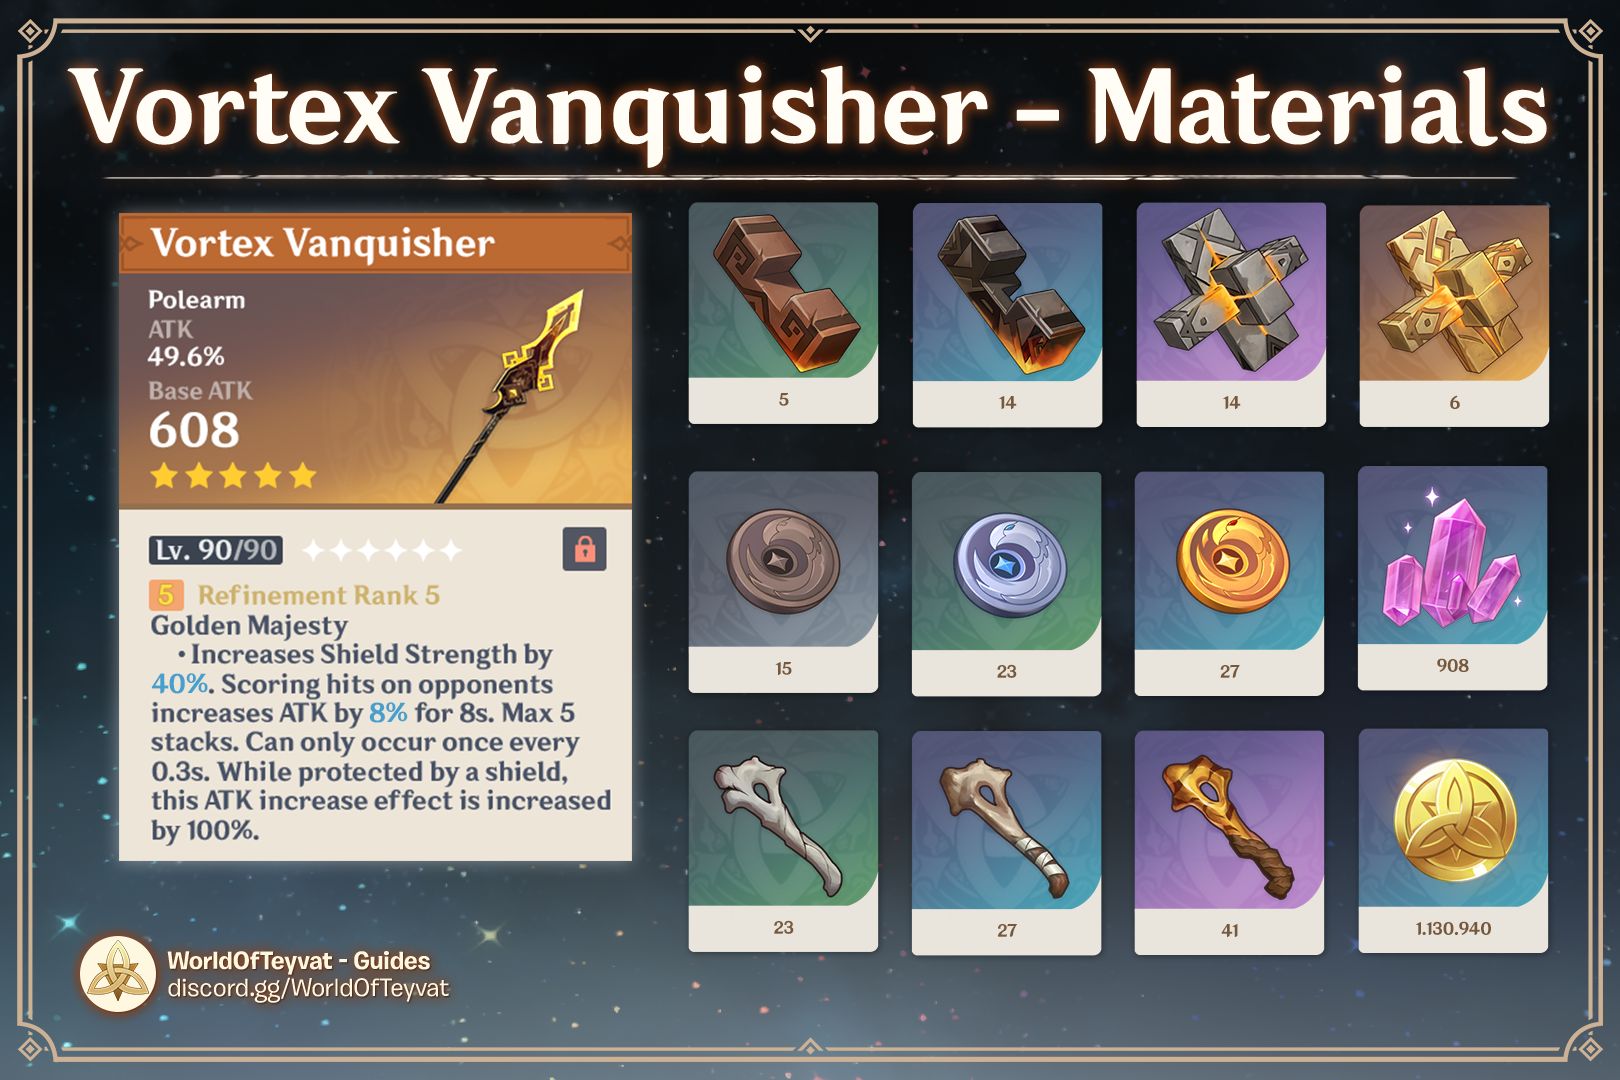 Vortex Vanquisher - Materials
Vortex Vanquisher
Polearm
ATK
49.6%
Base ATK
608
Lv. 90/90
5 Refinement Rank 5
Golden Majesty
• Increases Shield Strength by
40%. Scoring hits on opponents
increases ATK by 8% for 8s. Max 5
stacks. Can only occur once every
0.3s. While protected by a shield,
this ATK increase effect is increased
by 100%.
5
14
14
6
15
23
27
908
23
27
41
1.130.940
WorldOfTeyvat - Guides
discord.gg/WorldOfTeyvat